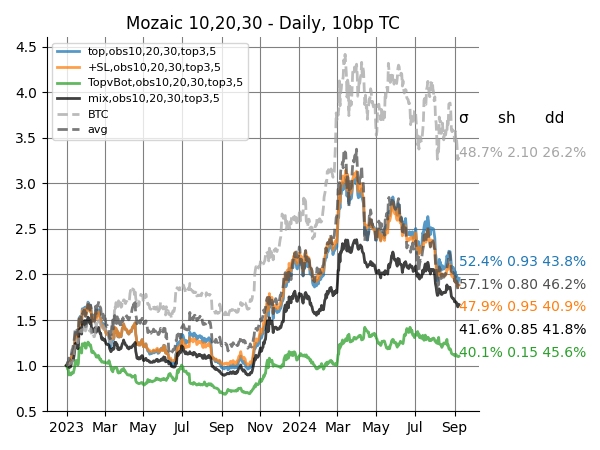 Mozaic 10,20,30 - Daily, 10bp TC
top,obs10,20,30,top3,5
+SL,obs10,20,30,top3,5
TopvBot,obs10,20,30,top3,5
mix,obs10,20,30,top3,5
BTC
avg
4.5
4.0
3.5
3.0
2.5
2.0
1.5
1.0
0.5
σ sh dd
48.7% 2.10 26.2%
52.4% 0.93 43.8%
57.1% 0.80 46.2%
47.9% 0.95 40.9%
41.6% 0.85 41.8%
40.1% 0.15 45.6%
2023 Mar May Jul Sep Nov 2024 Mar May Jul Sep